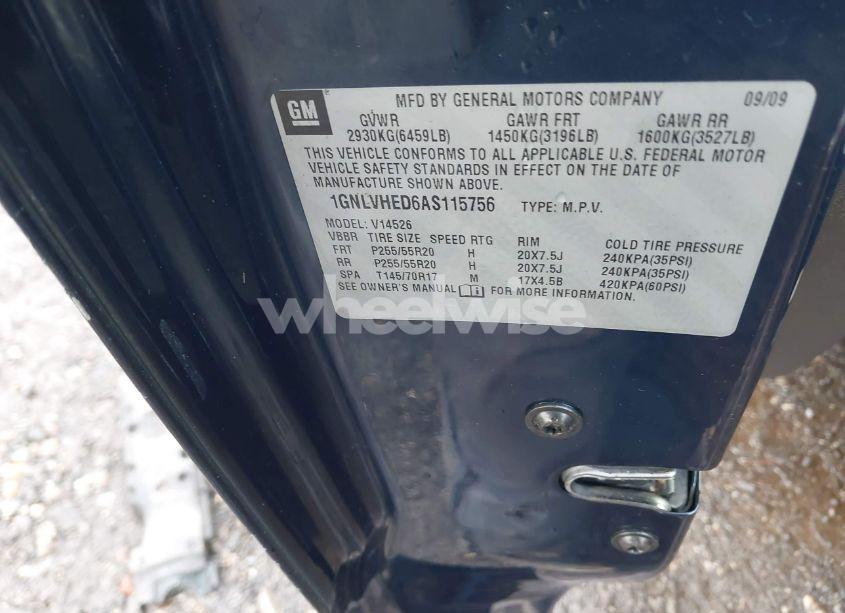 GM
MFD BY GENERAL MOTORS COMPANY 09/09
GVWR GAWR FRT GAWR RR
2930KG(6459LB) 1450KG(3196LB) 1600KG(3527LB)
THIS VEHICLE CONFORMS TO ALL APPLICABLE U.S. FEDERAL MOTOR
VEHICLE SAFETY STANDARDS IN EFFECT ON THE DATE OF
MANUFACTURE SHOWN ABOVE.
1GNLVHED6AS115756 TYPE: M.P.V.
MODEL: V14526
VBBR TIRE SIZE SPEED RTG RIM COLD TIRE PRESSURE
FRT P255/55R20 H 20X7.5J 240KPA(35PSI)
RR P255/55R20 H 20X7.5J 240KPA(35PSI)
SPA T145/70R17 M 17X4.5B 420KPA(60PSI)
SEE OWNER'S MANUAL FOR MORE INFORMATION.
wheelwise